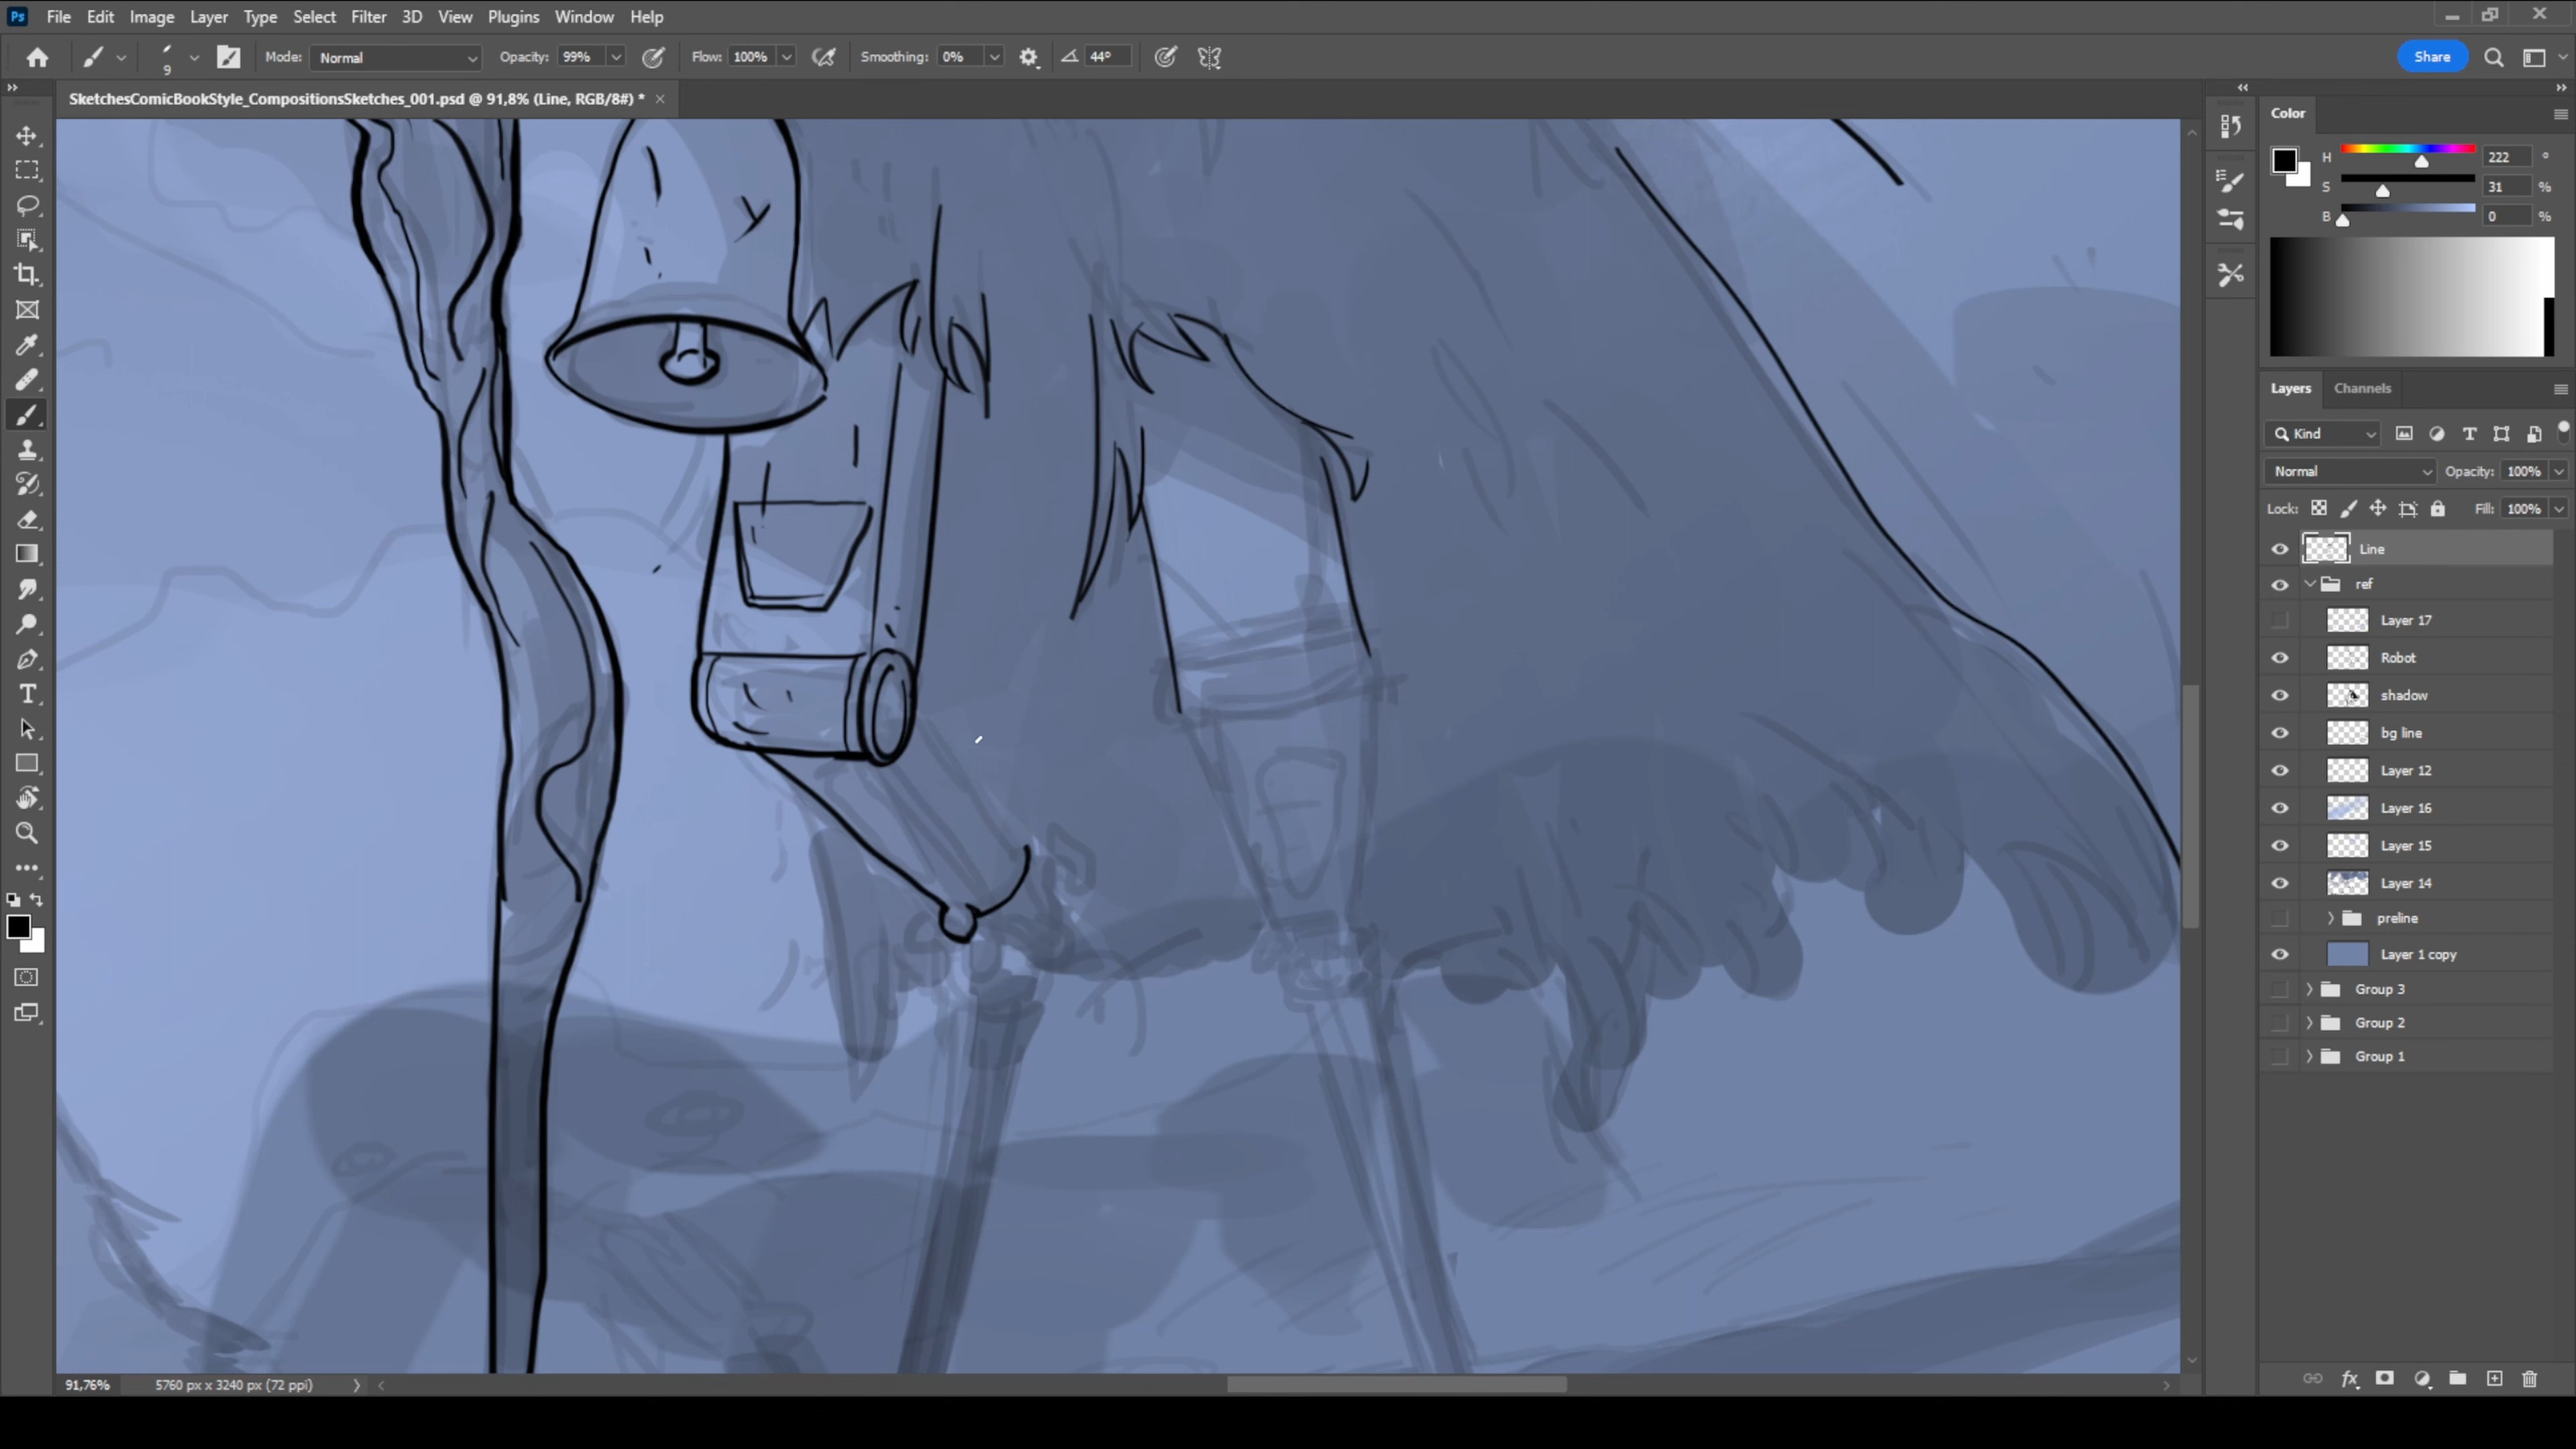 Ps File Edit Image Layer Type Select Filter 3D View Plugins Window Help
9 Mode: Normal Opacity: 99% Flow: 100% Smoothing: 0% 44° Share
SketchesComicBookStyle_CompositionsSketches_001.psd @ 91,8% (Line, RGB/8#) * ×
Color
H 222 °
S 31 %
B 0 %
Layers Channels
Kind
Normal Opacity: 100%
Lock: Fill: 100%
Line
ref
Layer 17
Robot
shadow
bg line
Layer 12
Layer 16
Layer 15
Layer 14
preline
Layer 1 copy
Group 3
Group 2
Group 1
91,76% 5760 px x 3240 px (72 ppi)
fx